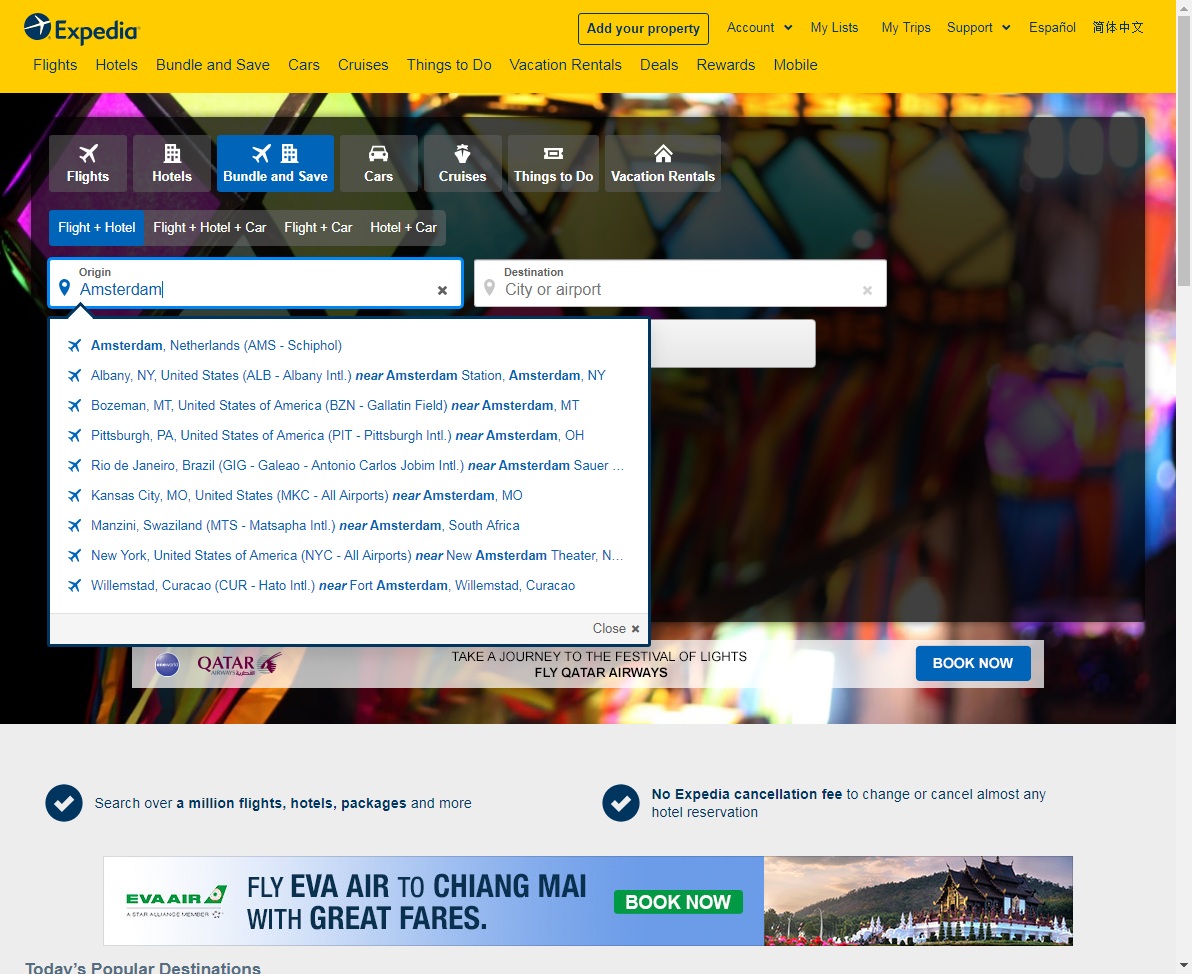 Expedia
Add your property
Account
My Lists
My Trips
Support
Español
简体中文
Flights
Hotels
Bundle and Save
Cars
Cruises
Things to Do
Vacation Rentals
Deals
Rewards
Mobile
Flights
Hotels
Bundle and Save
Cars
Cruises
Things to Do
Vacation Rentals
Flight + Hotel
Flight + Hotel + Car
Flight + Car
Hotel + Car
Origin
Amsterdam
Destination
City or airport
Amsterdam, Netherlands (AMS - Schiphol)
Albany, NY, United States (ALB - Albany Intl.) near Amsterdam Station, Amsterdam, NY
Bozeman, MT, United States of America (BZN - Gallatin Field) near Amsterdam, MT
Pittsburgh, PA, United States of America (PIT - Pittsburgh Intl.) near Amsterdam, OH
Rio de Janeiro, Brazil (GIG - Galeao - Antonio Carlos Jobim Intl.) near Amsterdam Sauer ...
Kansas City, MO, United States (MKC - All Airports) near Amsterdam, MO
Manzini, Swaziland (MTS - Matsapha Intl.) near Amsterdam, South Africa
New York, United States of America (NYC - All Airports) near New Amsterdam Theater, N...
Willemstad, Curacao (CUR - Hato Intl.) near Fort Amsterdam, Willemstad, Curacao
Close
oneworld
QATAR
AIRWAYS القطرية
TAKE A JOURNEY TO THE FESTIVAL OF LIGHTS
FLY QATAR AIRWAYS
BOOK NOW
Search over a million flights, hotels, packages and more
No Expedia cancellation fee to change or cancel almost any
hotel reservation
EVA AIR
A STAR ALLIANCE MEMBER
FLY EVA AIR TO CHIANG MAI
WITH GREAT FARES.
BOOK NOW
Today's Popular Destinations